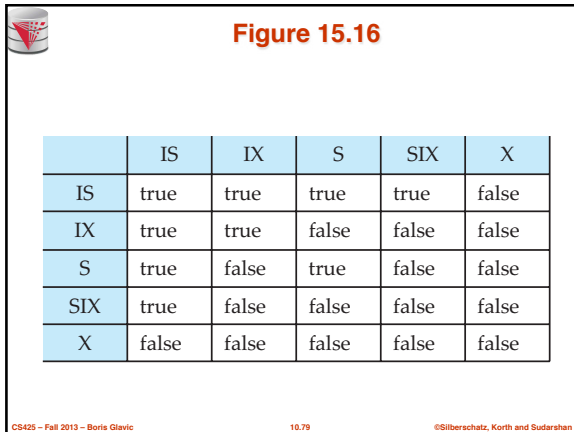 Figure 15.16
IS IX S SIX X
IS true true true true false
IX true true false false false
S true false true false false
SIX true false false false false
X false false false false false
CS425 – Fall 2013 – Boris Glavic 10.79 ©Silberschatz, Korth and Sudarshan